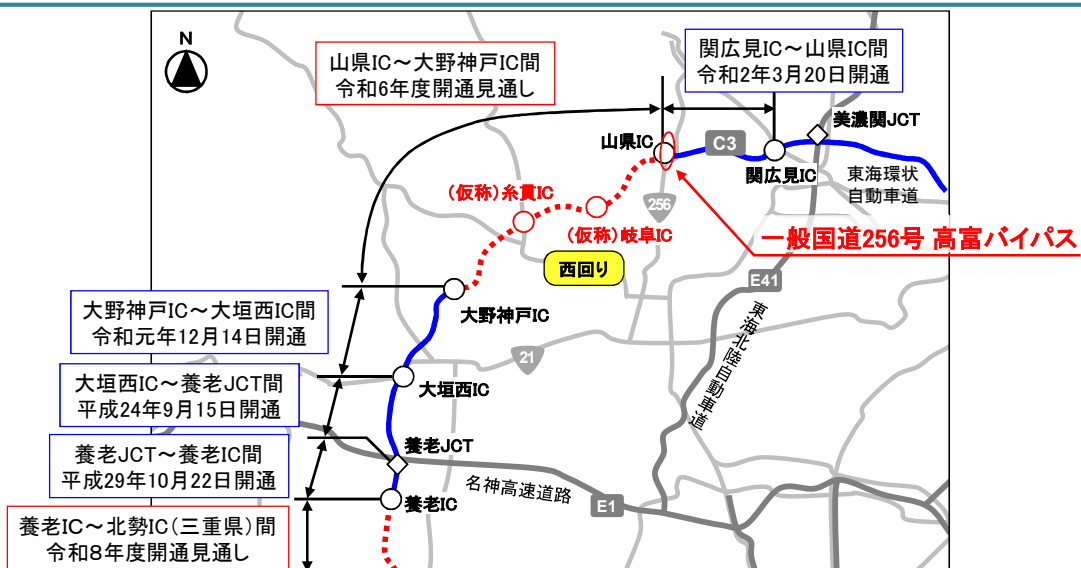 N
山県IC～大野神戸IC間
令和6年度開通見通し
関広見IC～山県IC間
令和2年3月20日開通
美濃関JCT
山県IC
C3
関広見IC
東海環状
自動車道
(仮称)糸貫IC
256
(仮称)岐阜IC
一般国道256号 高富バイパス
西回り
E41
大野神戸IC～大垣西IC間
令和元年12月14日開通
大野神戸IC
東海北陸自動車道
21
大垣西IC～養老JCT間
平成24年9月15日開通
大垣西IC
養老JCT～養老IC間
平成29年10月22日開通
養老JCT
名神高速道路
養老IC
E1
養老IC～北勢IC(三重県)間
令和8年度開通見通し